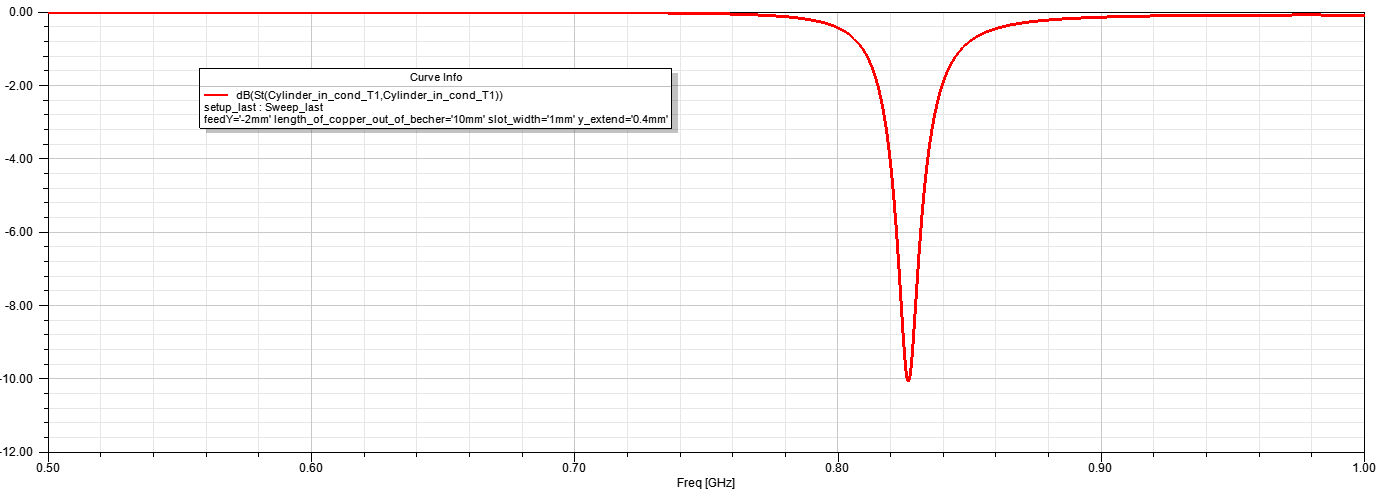 0.00
-2.00
-4.00
-6.00
-8.00
-10.00
-12.00
Curve Info
dB(St(Cylinder_in_cond_T1,Cylinder_in_cond_T1))
setup_last : Sweep_last
feedY='-2mm' length_of_copper_out_of_becher='10mm' slot_width='1mm' y_extend='0.4mm'
0.50 0.60 0.70 0.80 0.90 1.00
Freq [GHz]